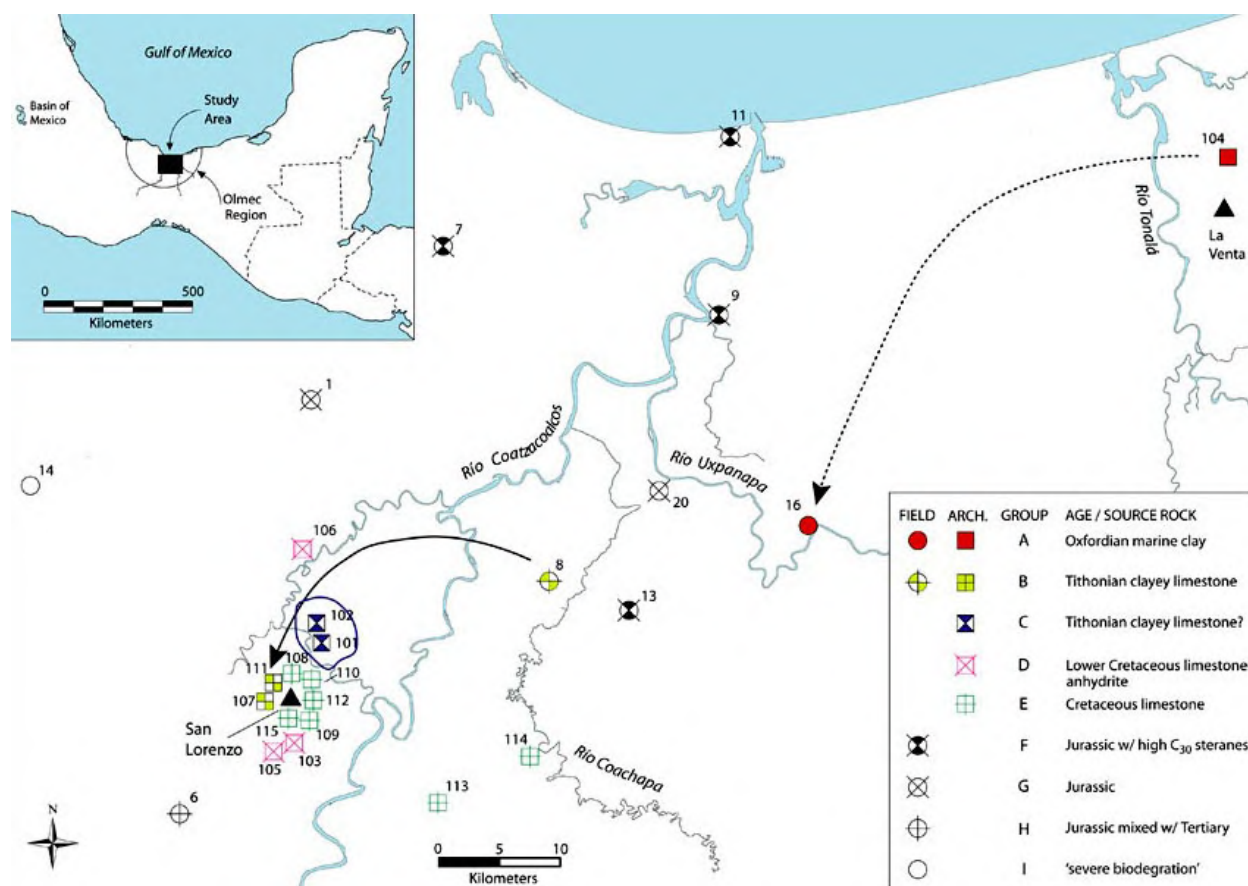 Gulf of Mexico
Basin of
Mexico
Study
Area
Olmec
Region
0 500
Kilometers
11
104
7
Río Tonalá
La
Venta
9
1
Río Coatzacoalcos
14
Río Uxpanapa
20
16
106
8
13
102
101
108
111
110
107
112
San
Lorenzo
115
109
105
103
114
Río Coachapa
113
6
N
0 5 10
Kilometers
FIELD ARCH. GROUP AGE / SOURCE ROCK
A Oxfordian marine clay
B Tithonian clayey limestone
C Tithonian clayey limestone?
D Lower Cretaceous limestone
anhydrite
E Cretaceous limestone
F Jurassic w/ high C30 steranes
G Jurassic
H Jurassic mixed w/ Tertiary
I 'severe biodegration'